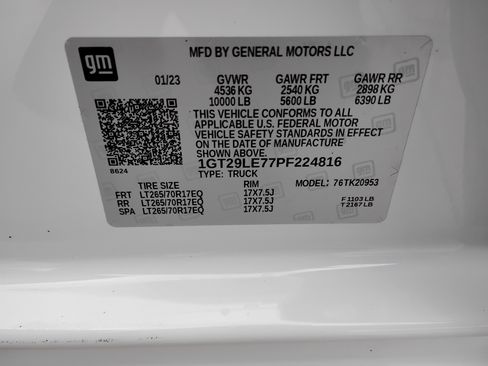 gm
MFD BY GENERAL MOTORS LLC
01/23 GVWR GAWR FRT GAWR RR
4536 KG 2540 KG 2898 KG
10000 LB 5600 LB 6390 LB
THIS VEHICLE CONFORMS TO ALL
APPLICABLE U.S. FEDERAL MOTOR
VEHICLE SAFETY STANDARDS IN EFFECT
ON THE DATE OF MANUFACTURE SHOWN ABOVE.
8624 1GT29LE77PF224816
TYPE: TRUCK
TIRE SIZE RIM MODEL: 76TK20953
FRT LT265/70R17EQ 17X7.5J F 1103 LB
RR LT265/70R17EQ 17X7.5J T 2167 LB
SPA LT265/70R17EQ 17X7.5J